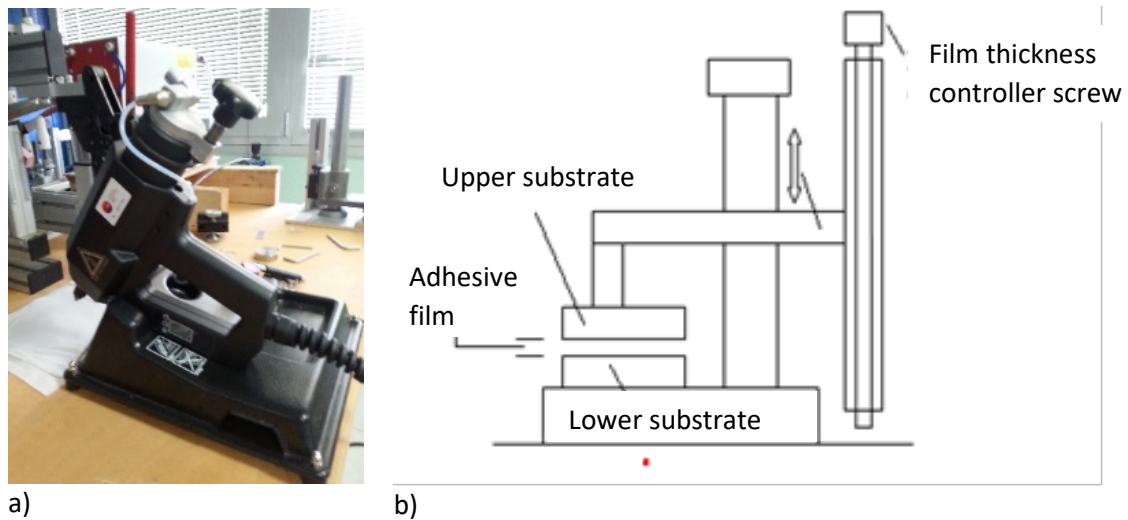 Film thickness
controller screw
Upper substrate
Adhesive
film
Lower substrate
a)
b)